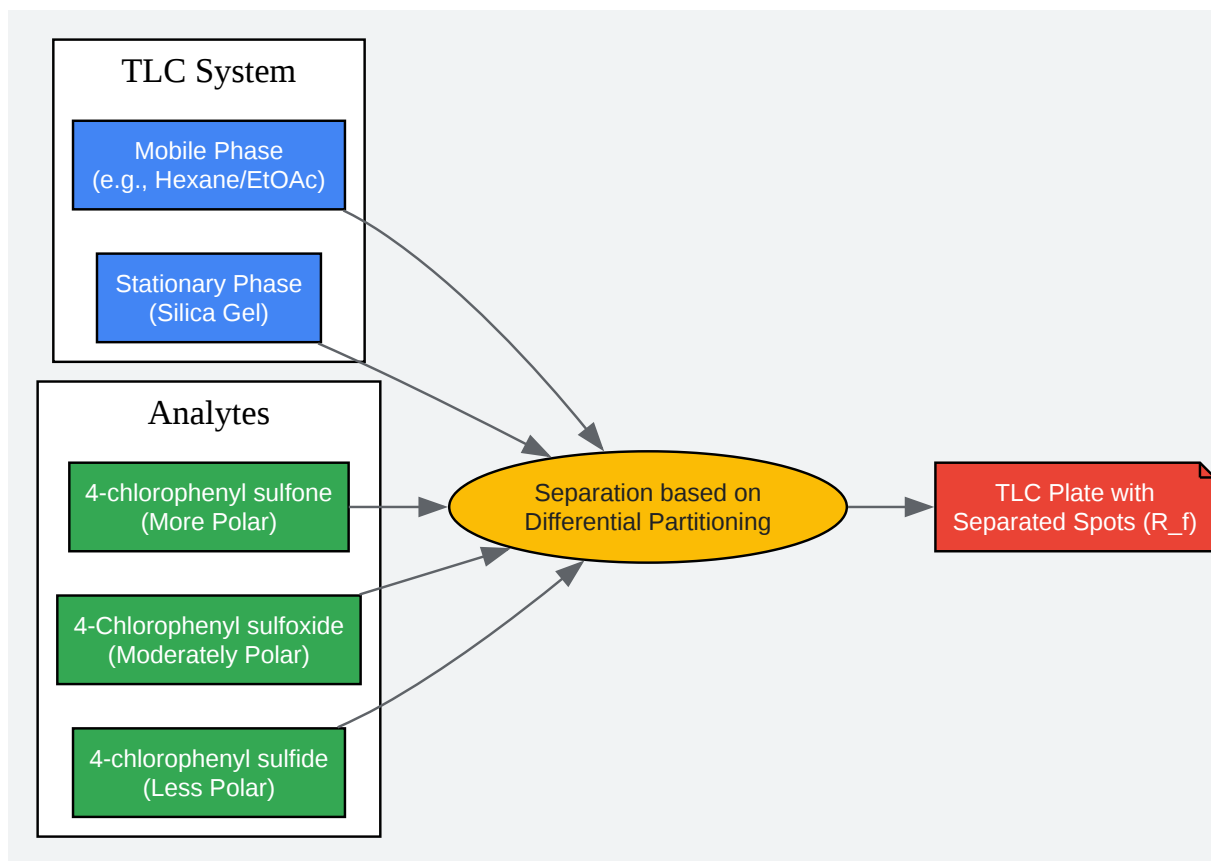 TLC System
Mobile Phase
(e.g., Hexane/EtOAc)
Stationary Phase
(Silica Gel)
Analytes
4-chlorophenyl sulfone
(More Polar)
4-Chlorophenyl sulfoxide
(Moderately Polar)
4-chlorophenyl sulfide
(Less Polar)
Separation based on
Differential Partitioning
TLC Plate with
Separated Spots (R_f)